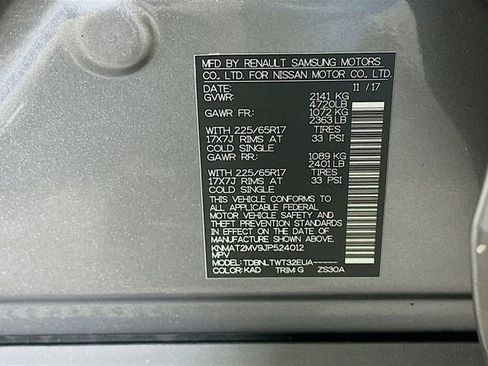 MFD BY RENAULT SAMSUNG MOTORS
CO., LTD. FOR NISSAN MOTOR CO., LTD.
DATE: 11 / 17
GVWR: 2141 KG
4720LB
GAWR FR: 1072 KG
2363 LB
WITH 225/65R17 TIRES
17X7J RIMS AT 33 PSI
COLD SINGLE
GAWR RR: 1089 KG
2401 LB
WITH 225/65R17 TIRES
17X7J RIMS AT 33 PSI
COLD SINGLE
THIS VEHICLE CONFORMS TO
ALL APPLICABLE FEDERAL
MOTOR VEHICLE SAFETY AND
THEFT PREVENTION STANDARDS
IN EFFECT ON THE DATE OF
MANUFACTURE SHOWN ABOVE.
KNMAT2MV9JP524012
MPV
MODEL: TDBNLTWT32EUA-----
COLOR: KAD TRIM: G ZS30A